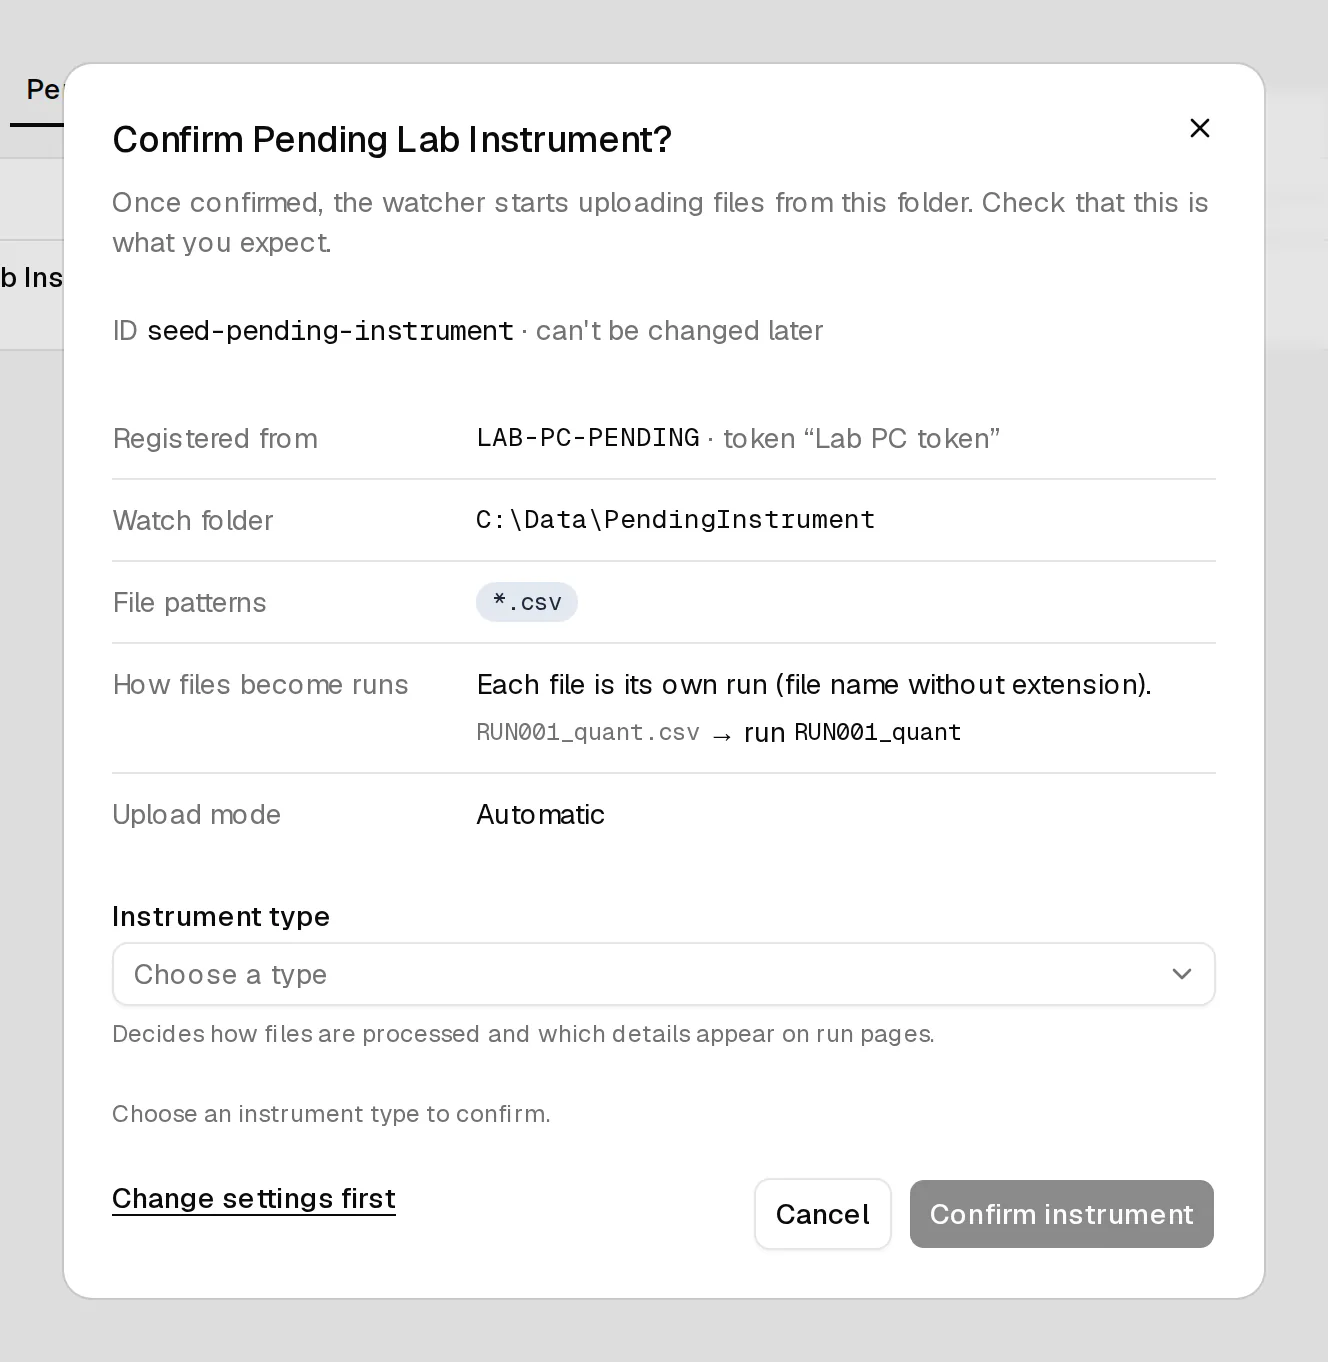 Pe
Confirm Pending Lab Instrument?
Once confirmed, the watcher starts uploading files from this folder. Check that this is
what you expect.
b Ins
ID seed-pending-instrument · can't be changed later
Registered from LAB-PC-PENDING · token “Lab PC token”
Watch folder C:\Data\PendingInstrument
File patterns *.csv
How files become runs Each file is its own run (file name without extension).
RUN001_quant.csv → run RUN001_quant
Upload mode Automatic
Instrument type
Choose a type
Decides how files are processed and which details appear on run pages.
Choose an instrument type to confirm.
Change settings first Cancel Confirm instrument